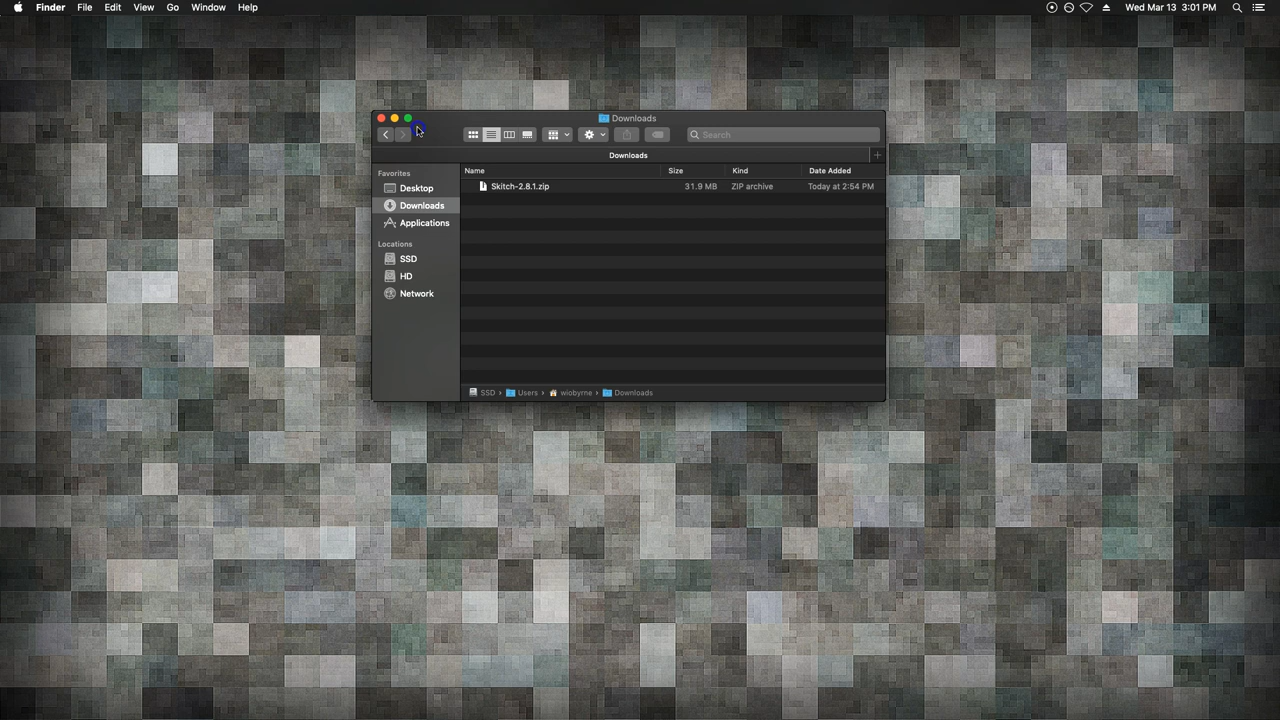 Finder File Edit View Go Window Help Wed Mar 13 3:01 PM
Downloads
Search
Downloads
Favorites
Desktop
Downloads
Applications
Locations
SSD
HD
Network
Name Size Kind Date Added
Skitch-2.8.1.zip 31.9 MB ZIP archive Today at 2:54 PM
SSD › Users › wiobyrne › Downloads